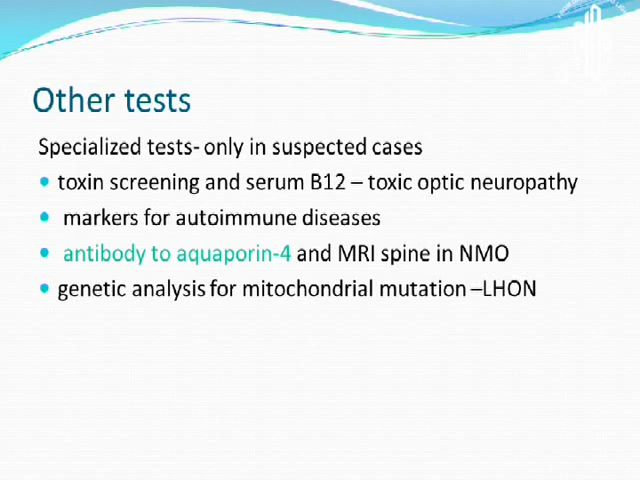 Other tests
Specialized tests- only in suspected cases
toxin screening and serum B12 – toxic optic neuropathy
markers for autoimmune diseases
antibody to aquaporin-4 and MRI spine in NMO
genetic analysis for mitochondrial mutation –LHON